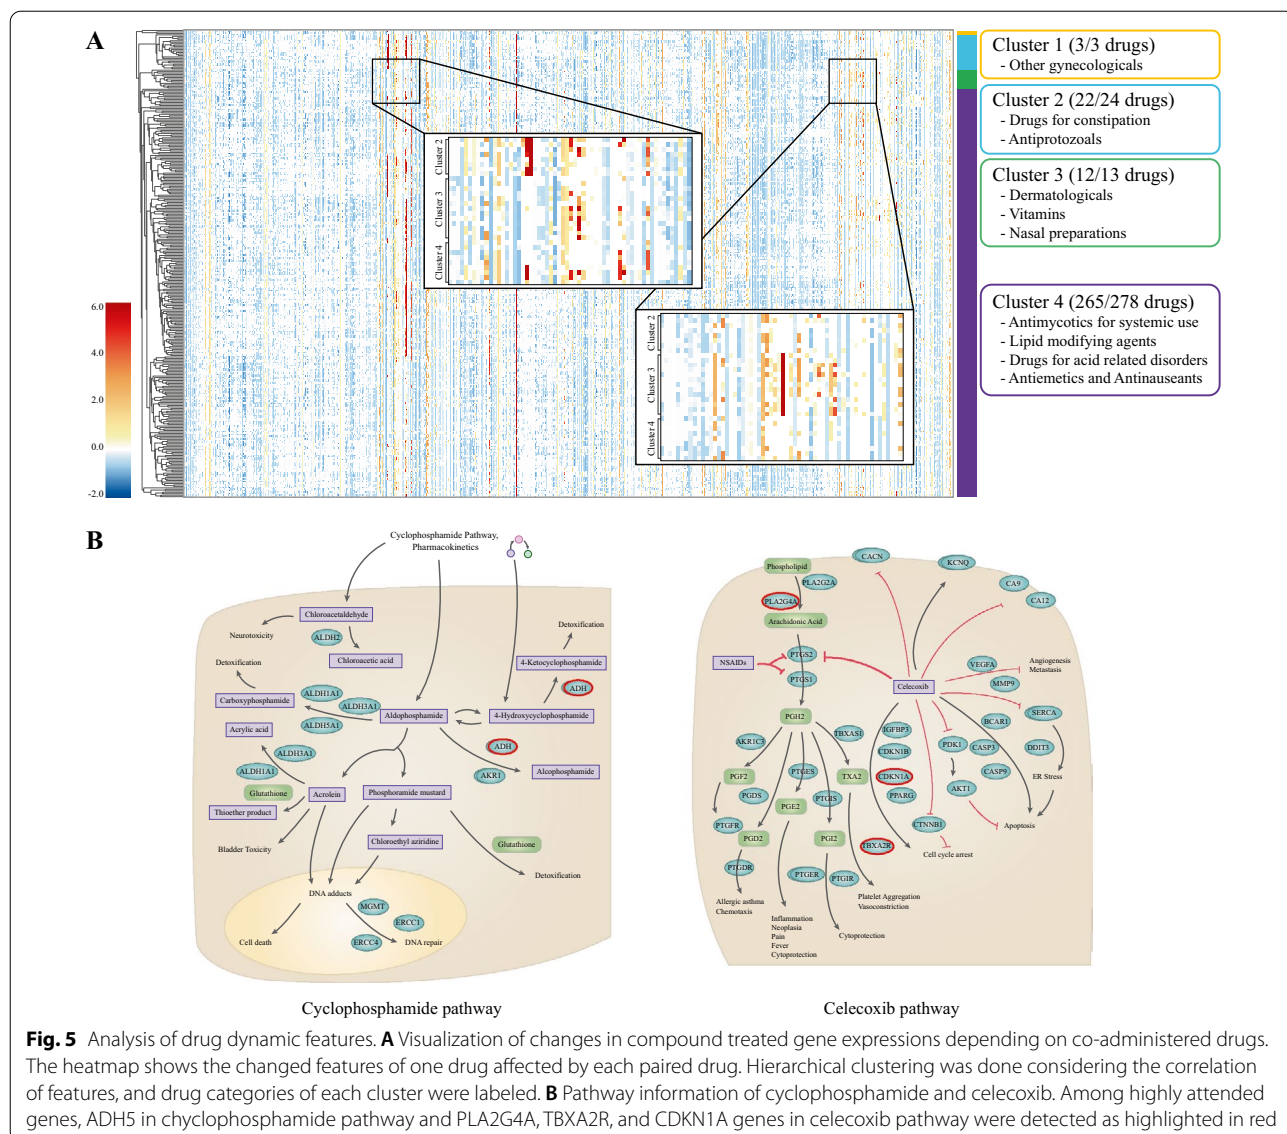 A
Cluster 1 (3/3 drugs)
- Other gynecologicals
Cluster 2 (22/24 drugs)
- Drugs for constipation
- Antiprotozoals
Cluster 3 (12/13 drugs)
- Dermatologicals
- Vitamins
- Nasal preparations
Cluster 4 (265/278 drugs)
- Antimycotics for systemic use
- Lipid modifying agents
- Drugs for acid related disorders
- Antiemetics and Antinauseants
Cluster 2
Cluster 3
Cluster 4
Cluster 2
Cluster 3
Cluster 4
6.0
4.0
2.0
0.0
-2.0
B
Cyclophosphamide Pathway,
Pharmacokinetics
Chloroacetaldehyde
Neurotoxicity
ALDH2
Chloroacetic acid
Detoxification
Carboxyphosphamide
ALDH1A1
ALDH3A1
ALDH5A1
Acrylic acid
ALDH3A1
ALDH1A1
Glutathione
Thioether product
Bladder Toxicity
Acrolein
Aldophosphamide
Phosphoramide mustard
Chloroethyl aziridine
Detoxification
4-Ketocyclophosphamide
ADH
4-Hydroxycyclophosphamide
ADH
AKR1
Alcophosphamide
Glutathione
Detoxification
DNA adducts
MGMT
ERCC1
ERCC4
Cell death
DNA repair
Cyclophosphamide pathway
Phospholipid
PLA2G2A
PLA2G4A
Arachidonic Acid
NSAIDs
PTGS2
PTGS1
PGH2
AKR1C3
TBXAS1
PGF2
PGDS
PTGES
PTGIS
TXA2
PGE2
PTGFR
PGD2
PGI2
PTGDR
PTGER
PTGIR
Allergic asthma
Chemotaxis
Inflammation
Neoplasia
Pain
Fever
Cytoprotection
Cytoprotection
Platelet Aggregation
Vasoconstriction
CACN
KCNQ
CA9
CA12
Celecoxib
VEGFA
MMP9
Angiogenesis
Metastasis
SERCA
BCAR1
IGFBP3
CDKN1B
CDKN1A
PPARG
TBXA2R
PDK1
CASP3
CASP9
AKT1
DDIT3
ER Stress
CTNNB1
Apoptosis
Cell cycle arrest
Celecoxib pathway
Fig. 5 Analysis of drug dynamic features. A Visualization of changes in compound treated gene expressions depending on co-administered drugs.
The heatmap shows the changed features of one drug affected by each paired drug. Hierarchical clustering was done considering the correlation
of features, and drug categories of each cluster were labeled. B Pathway information of cyclophosphamide and celecoxib. Among highly attended
genes, ADH5 in chyclophosphamide pathway and PLA2G4A, TBXA2R, and CDKN1A genes in celecoxib pathway were detected as highlighted in red